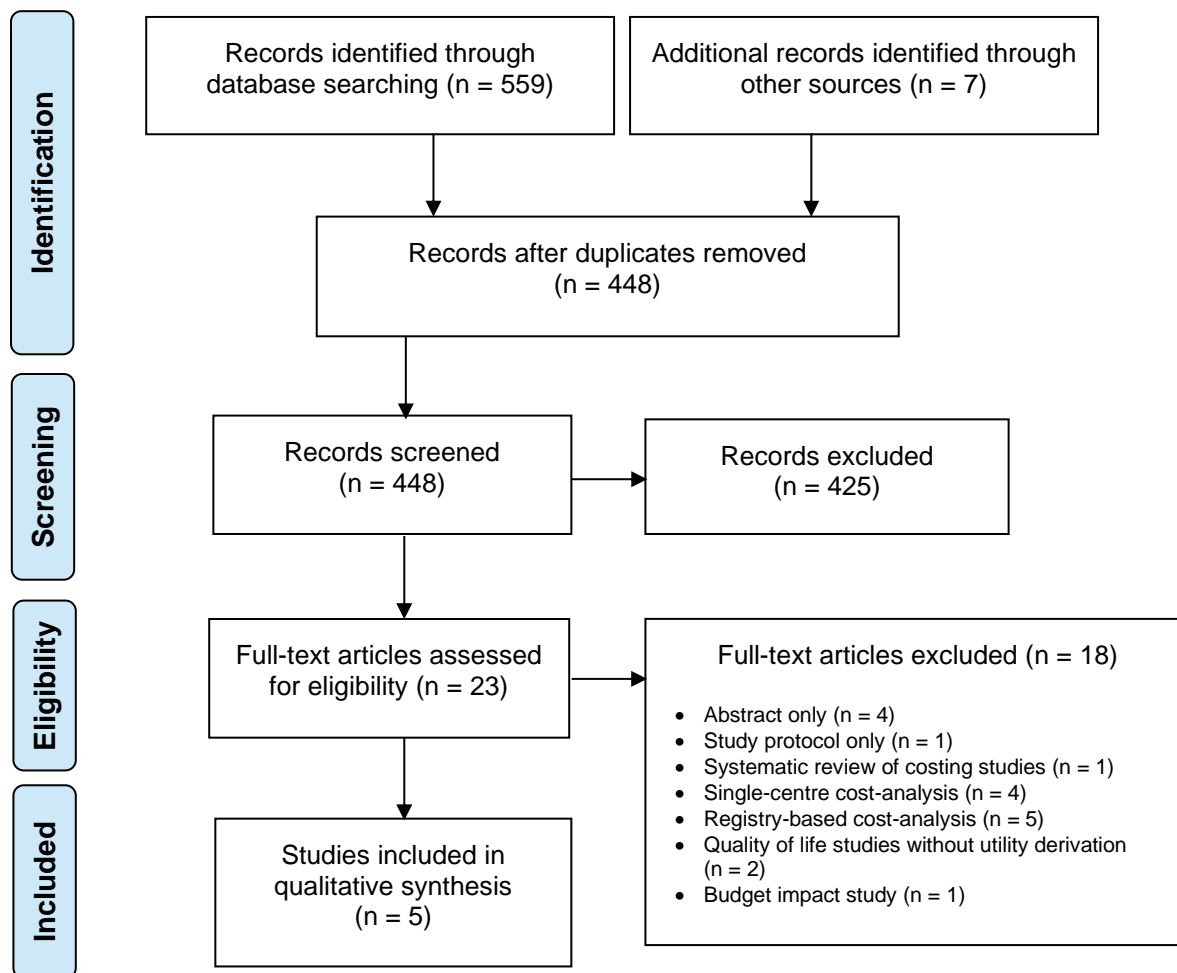 Identification
Records identified through
database searching (n = 559)
Additional records identified through
other sources (n = 7)
Records after duplicates removed
(n = 448)
Screening
Records screened
(n = 448)
Records excluded
(n = 425)
Eligibility
Full-text articles assessed
for eligibility (n = 23)
Full-text articles excluded (n = 18)
• Abstract only (n = 4)
• Study protocol only (n = 1)
• Systematic review of costing studies (n = 1)
• Single-centre cost-analysis (n = 4)
• Registry-based cost-analysis (n = 5)
• Quality of life studies without utility derivation
(n = 2)
• Budget impact study (n = 1)
Included
Studies included in
qualitative synthesis
(n = 5)